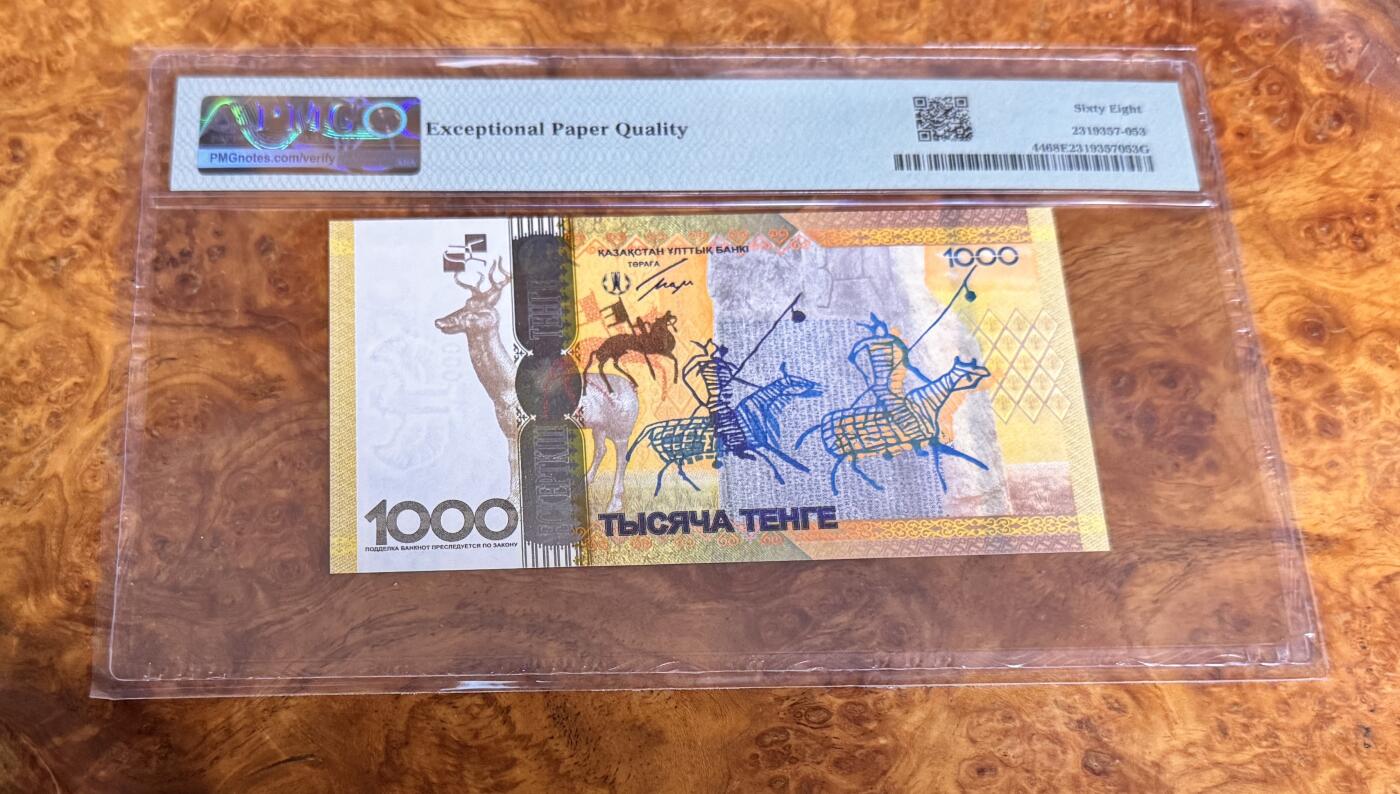 PMG
PMGnotes.com/verify
Exceptional Paper Quality
Sixty Eight
2319357-053
4468E2319357053G
ҚАЗАҚСТАН ҰЛТТЫҚ БАНКІ
ТӨРАҒА
1000
1000
ПОДДЕЛКА БАНКНОТ ПРЕСЛЕДУЕТСЯ ПО ЗАКОНУ
ТЫСЯЧА ТЕНГЕ